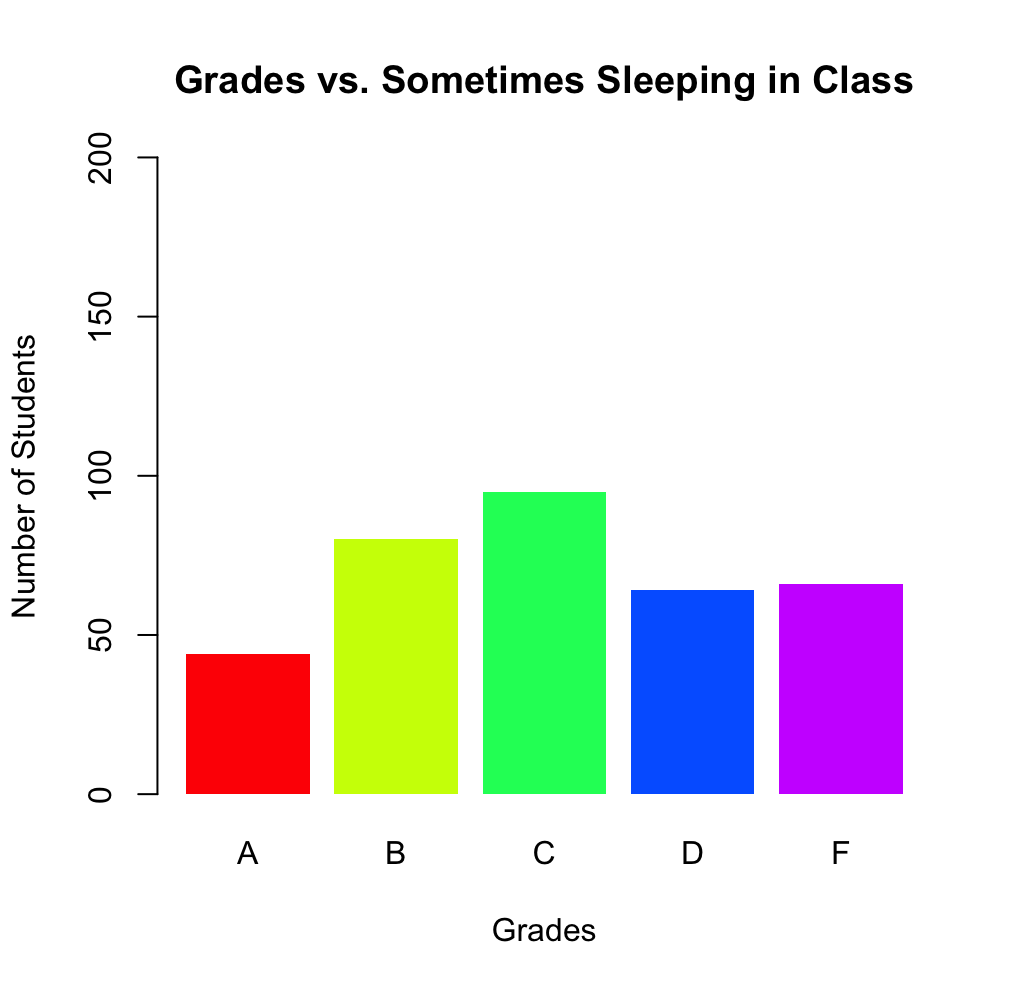 Grades vs. Sometimes Sleeping in Class
Number of Students
200
150
100
50
0
A B C D F
Grades